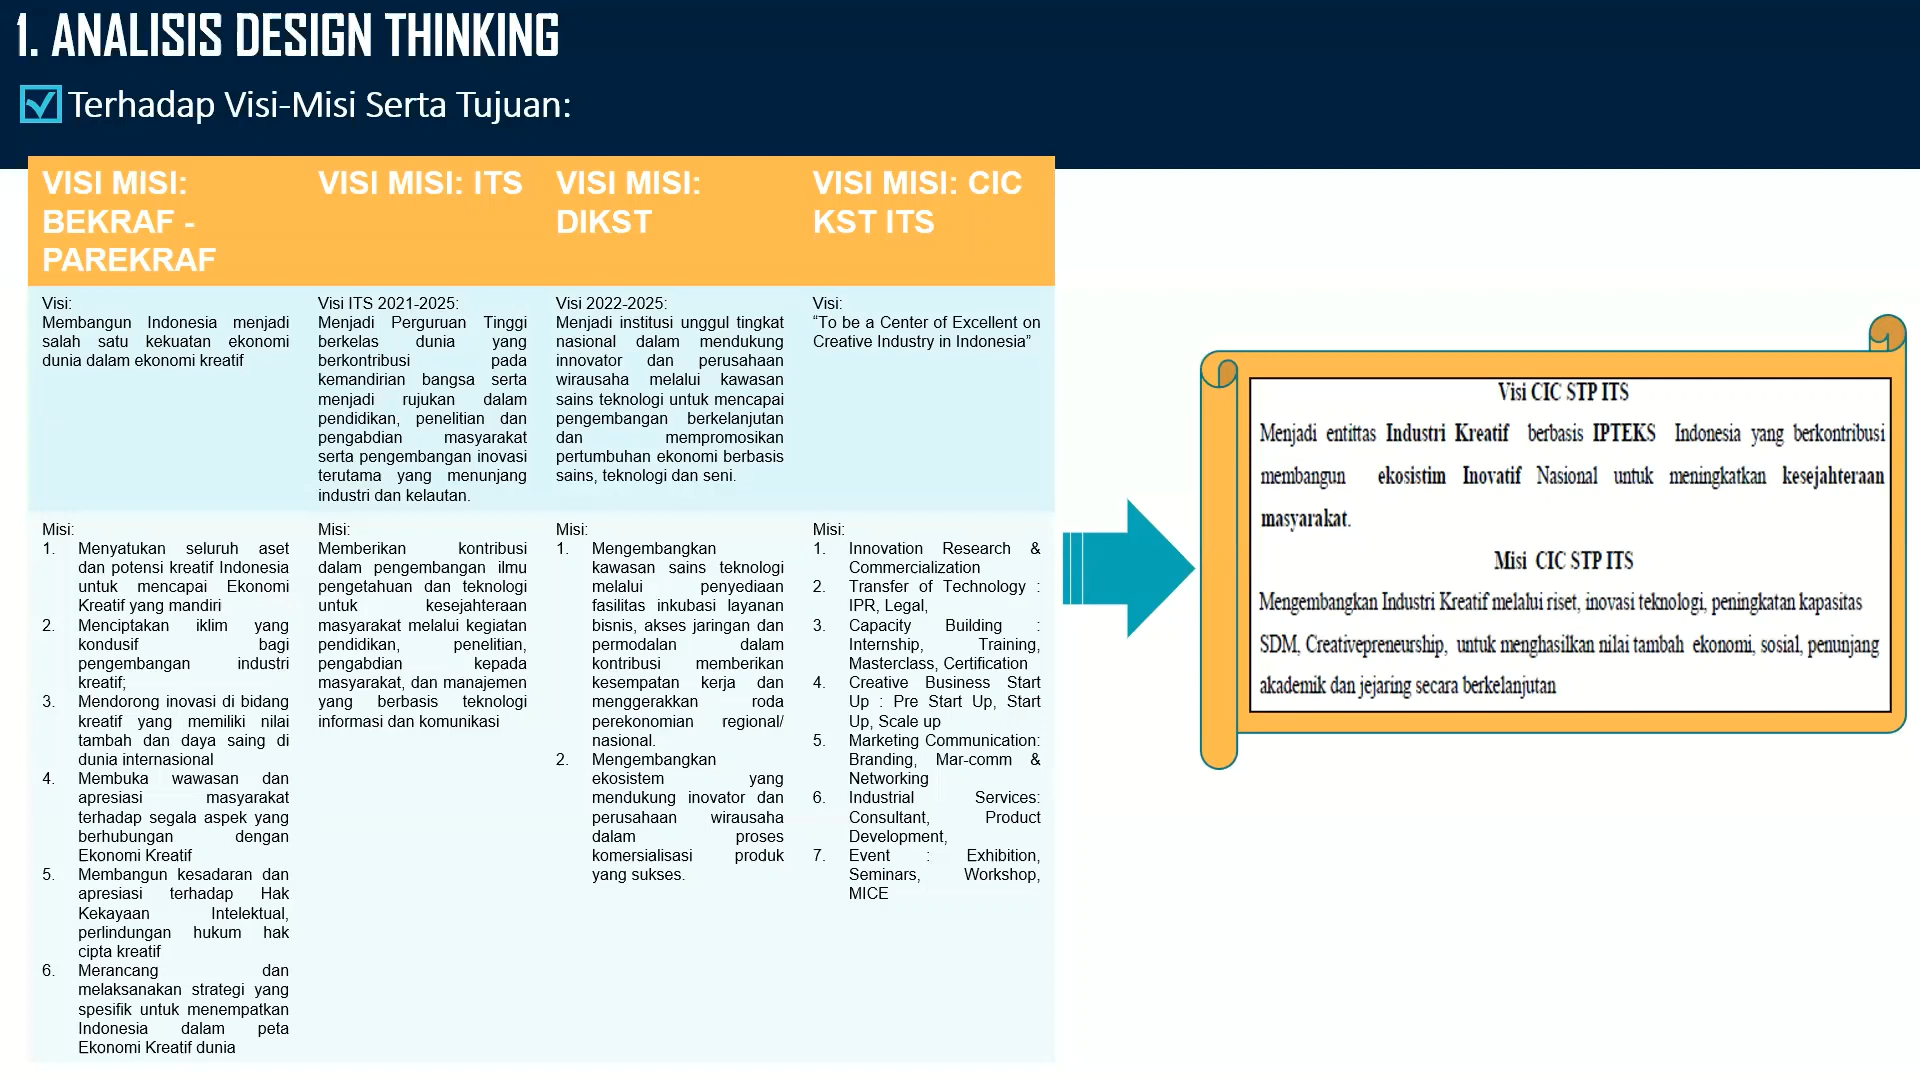 1. ANALISIS DESIGN THINKING
Terhadap Visi-Misi Serta Tujuan:
VISI MISI:
BEKRAF -
PAREKRAF
VISI MISI: ITS
VISI MISI:
DIKST
VISI MISI: CIC
KST ITS
Visi:
Membangun Indonesia menjadi
salah satu kekuatan ekonomi
dunia dalam ekonomi kreatif
Visi ITS 2021-2025:
Menjadi Perguruan Tinggi
berkelas dunia yang
berkontribusi pada
kemandirian bangsa serta
menjadi rujukan dalam
pendidikan, penelitian dan
pengabdian masyarakat
serta pengembangan inovasi
terutama yang menunjang
industri dan kelautan.
Visi 2022-2025:
Menjadi institusi unggul tingkat
nasional dalam mendukung
innovator dan perusahaan
wirausaha melalui kawasan
sains teknologi untuk mencapai
pengembangan berkelanjutan
dan mempromosikan
pertumbuhan ekonomi berbasis
sains, teknologi dan seni.
Visi:
“To be a Center of Excellent on
Creative Industry in Indonesia”
Misi:
1. Menyatukan seluruh aset
dan potensi kreatif Indonesia
untuk mencapai Ekonomi
Kreatif yang mandiri
2. Menciptakan iklim yang
kondusif bagi
pengembangan industri
kreatif;
3. Mendorong inovasi di bidang
kreatif yang memiliki nilai
tambah dan daya saing di
dunia internasional
4. Membuka wawasan dan
apresiasi masyarakat
terhadap segala aspek yang
berhubungan dengan
Ekonomi Kreatif
5. Membangun kesadaran dan
apresiasi terhadap Hak
Kekayaan Intelektual,
perlindungan hukum hak
cipta kreatif
6. Merancang dan
melaksanakan strategi yang
spesifik untuk menempatkan
Indonesia dalam peta
Ekonomi Kreatif dunia
Misi:
Memberikan kontribusi
dalam pengembangan ilmu
pengetahuan dan teknologi
untuk kesejahteraan
masyarakat melalui kegiatan
pendidikan, penelitian,
pengabdian kepada
masyarakat, dan manajemen
yang berbasis teknologi
informasi dan komunikasi
Misi:
1. Mengembangkan
kawasan sains teknologi
melalui penyediaan
fasilitas inkubasi layanan
bisnis, akses jaringan dan
permodalan dalam
kontribusi memberikan
kesempatan kerja dan
menggerakkan roda
perekonomian regional/
nasional.
2. Mengembangkan
ekosistem yang
mendukung inovator dan
perusahaan wirausaha
dalam proses
komersialisasi produk
yang sukses.
Misi:
1. Innovation Research &
Commercialization
2. Transfer of Technology :
IPR, Legal,
3. Capacity Building :
Internship, Training,
Masterclass, Certification
4. Creative Business Start
Up : Pre Start Up, Start
Up, Scale up
5. Marketing Communication:
Branding, Mar-comm &
Networking
6. Industrial Services:
Consultant, Product
Development,
7. Event : Exhibition,
Seminars, Workshop,
MICE
Visi CIC STP ITS
Menjadi entittas Industri Kreatif berbasis IPTEKS Indonesia yang berkontribusi
membangun ekosistim Inovatif Nasional untuk meningkatkan kesejahteraan
masyarakat.
Misi CIC STP ITS
Mengembangkan Industri Kreatif melalui riset, inovasi teknologi, peningkatan kapasitas
SDM, Creativepreneurship, untuk menghasilkan nilai tambah ekonomi, sosial, penunjang
akademik dan jejaring secara berkelanjutan